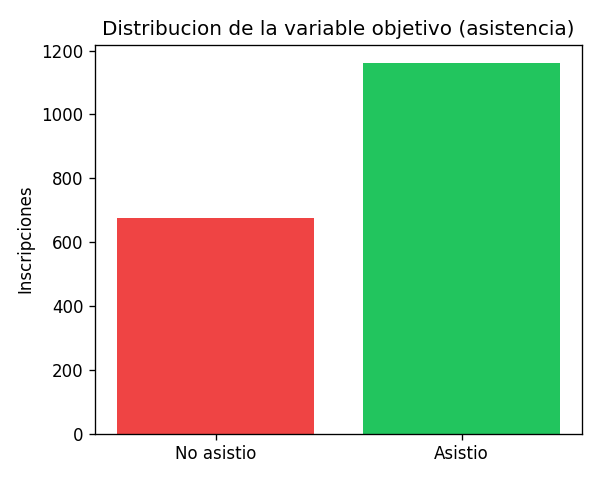 Distribucion de la variable objetivo (asistencia)
1200
1000
800
600
400
200
0
Inscripciones
No asistio
Asistio